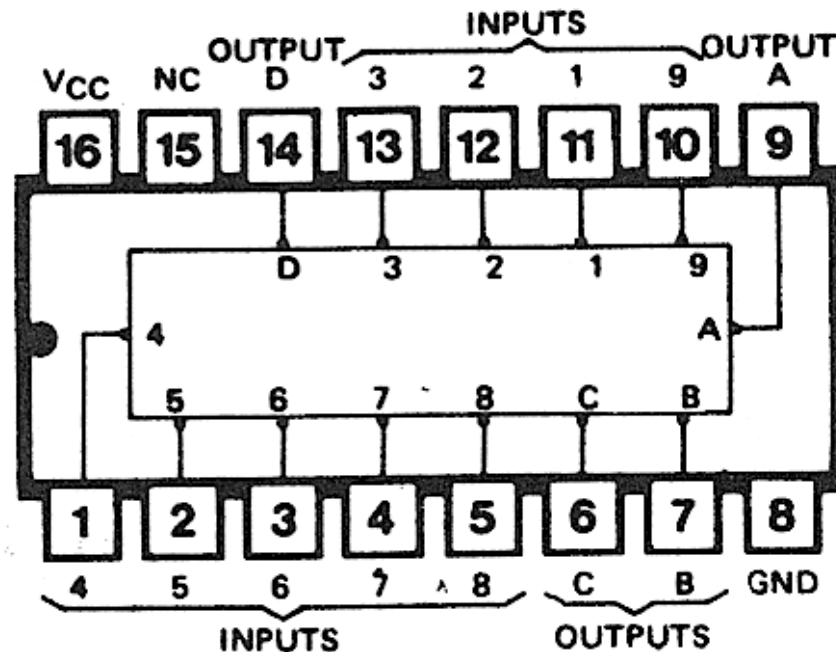 INPUTS
OUTPUT OUTPUT
VCC NC D 3 2 1 9 A
16 15 14 13 12 11 10 9
D 3 2 1 9
4 A
5 6 7 8 C B
1 2 3 4 5 6 7 8
4 5 6 7 8 C B GND
INPUTS OUTPUTS